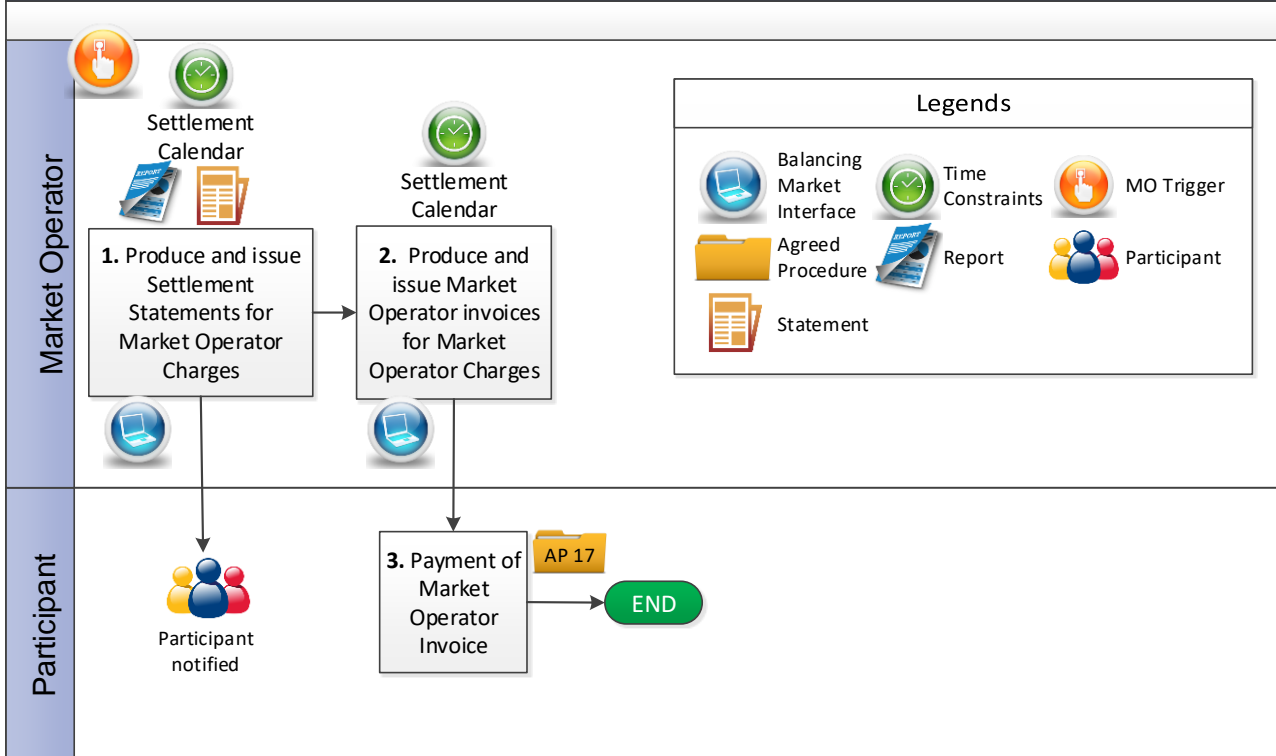 Market Operator
Settlement
Calendar
REPORT
1. Produce and issue
Settlement
Statements for
Market Operator
Charges
Settlement
Calendar
2. Produce and
issue Market
Operator invoices
for Market
Operator Charges
Legends
Balancing
Market
Interface
Time
Constraints
MO Trigger
Agreed
Procedure
REPORT
Report
Participant
Statement
Participant
Participant
notified
3. Payment of
Market
Operator
Invoice
AP 17
END